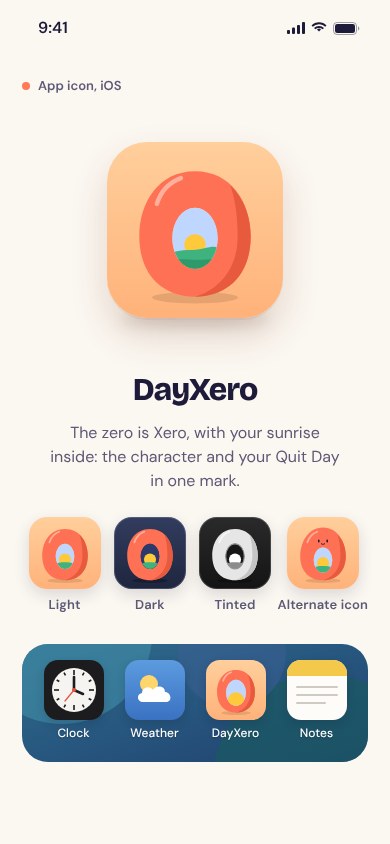 9:41
App icon, iOS
DayXero
The zero is Xero, with your sunrise
inside: the character and your Quit Day
in one mark.
Light
Dark
Tinted
Alternate icon
Clock
Weather
DayXero
Notes